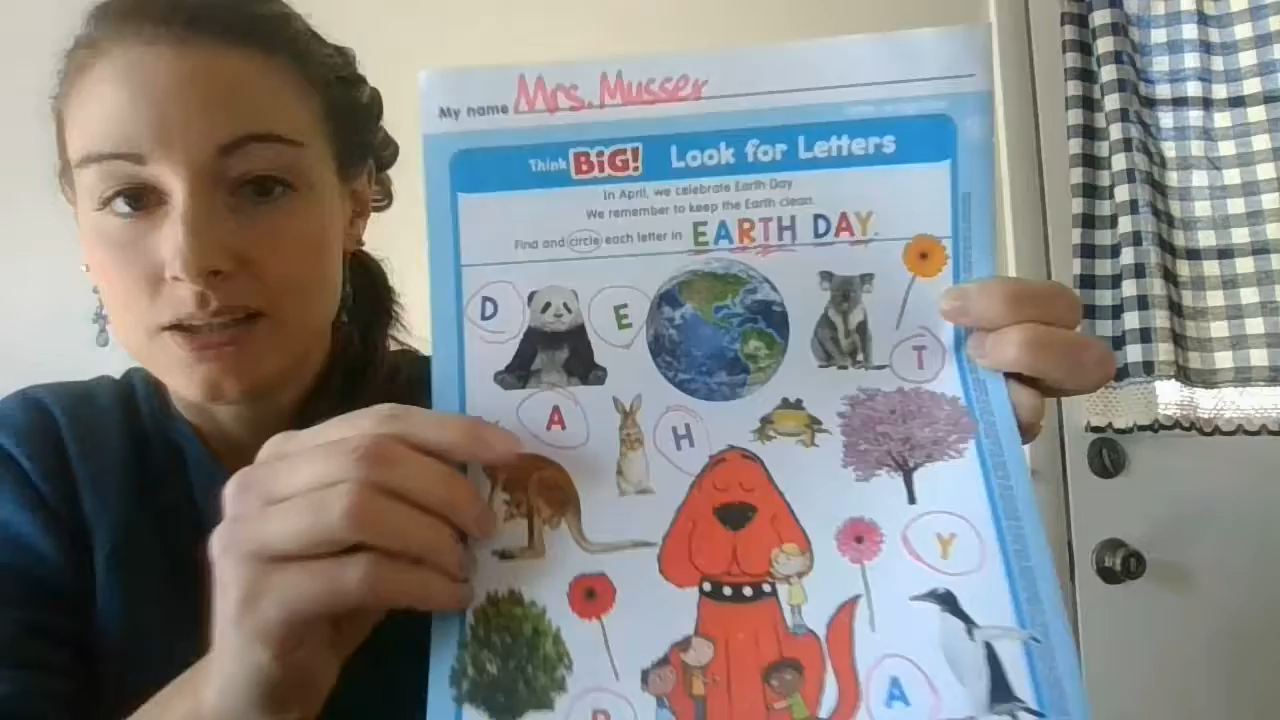 My name Mrs. Musser
Think BiG! Look for Letters
In April, we celebrate Earth Day
We remember to keep the Earth clean.
Find and circle each letter in EARTH DAY.
D
E
T
A
H
Y
A